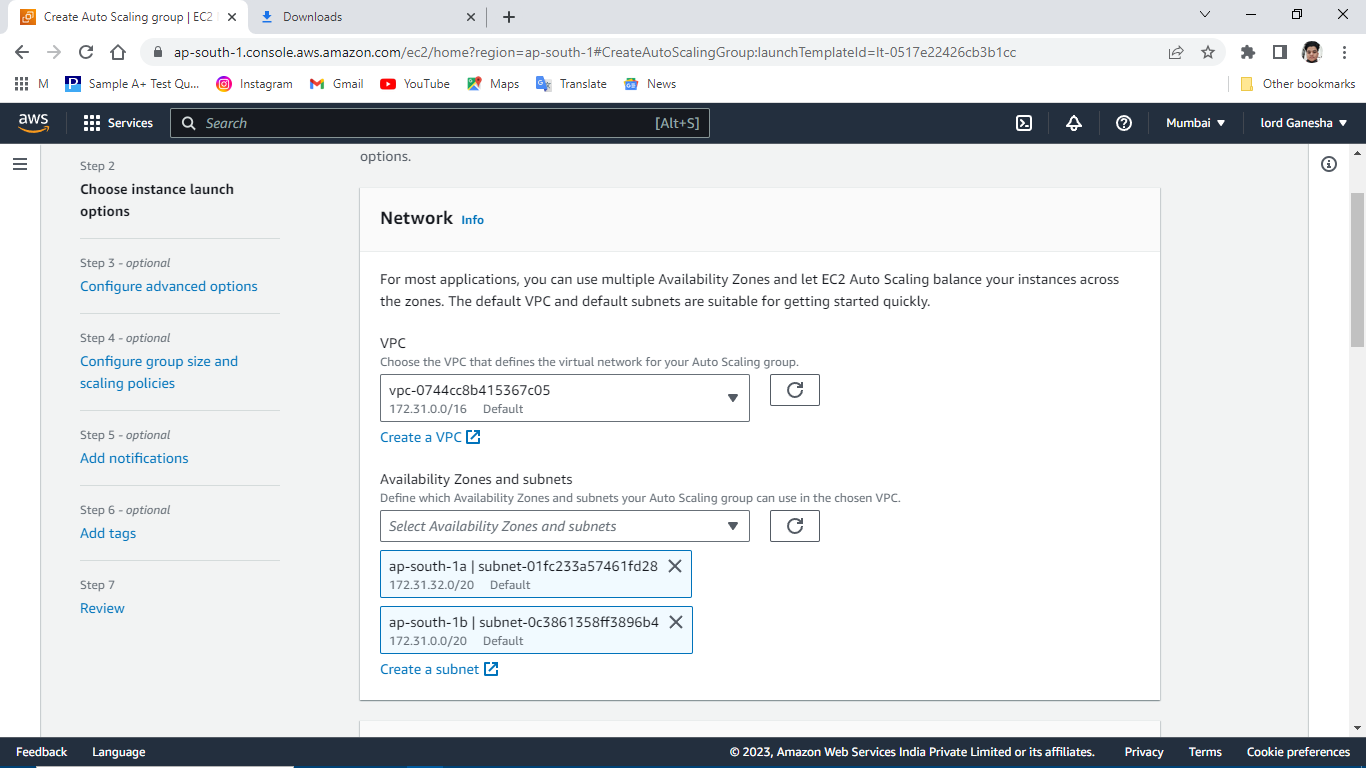 Create Auto Scaling group | EC2
Downloads
ap-south-1.console.aws.amazon.com/ec2/home?region=ap-south-1#CreateAutoScalingGroup:launchTemplateId=lt-0517e22426cb3b1cc
M
P Sample A+ Test Qu...
Instagram
Gmail
YouTube
Maps
Translate
News
Other bookmarks
aws
Services
Search [Alt+S]
Mumbai
lord Ganesha
Step 2
Choose instance launch
options
Step 3 - optional
Configure advanced options
Step 4 - optional
Configure group size and
scaling policies
Step 5 - optional
Add notifications
Step 6 - optional
Add tags
Step 7
Review
options.
Network Info
For most applications, you can use multiple Availability Zones and let EC2 Auto Scaling balance your instances across
the zones. The default VPC and default subnets are suitable for getting started quickly.
VPC
Choose the VPC that defines the virtual network for your Auto Scaling group.
vpc-0744cc8b415367c05
172.31.0.0/16 Default
Create a VPC
Availability Zones and subnets
Define which Availability Zones and subnets your Auto Scaling group can use in the chosen VPC.
Select Availability Zones and subnets
ap-south-1a | subnet-01fc233a57461fd28
172.31.32.0/20 Default
ap-south-1b | subnet-0c3861358ff3896b4
172.31.0.0/20 Default
Create a subnet
Feedback
Language
© 2023, Amazon Web Services India Private Limited or its affiliates.
Privacy
Terms
Cookie preferences